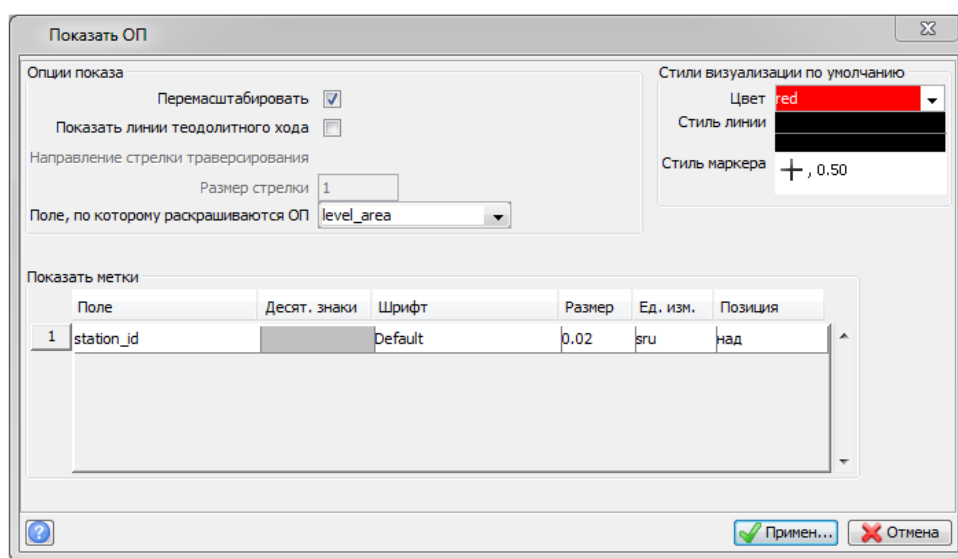 Показать ОП
Опции показа
Перемасштабировать
Показать линии теодолитного хода
Направление стрелки траверсирования
Размер стрелки 1
Поле, по которому раскрашиваются ОП level_area
Стили визуализации по умолчанию
Цвет red
Стиль линии
Стиль маркера , 0.50
Показать метки
Поле Десят. знаки Шрифт Размер Ед. изм. Позиция
1 station_id Default 0.02 sru над
? Примен... Отмена